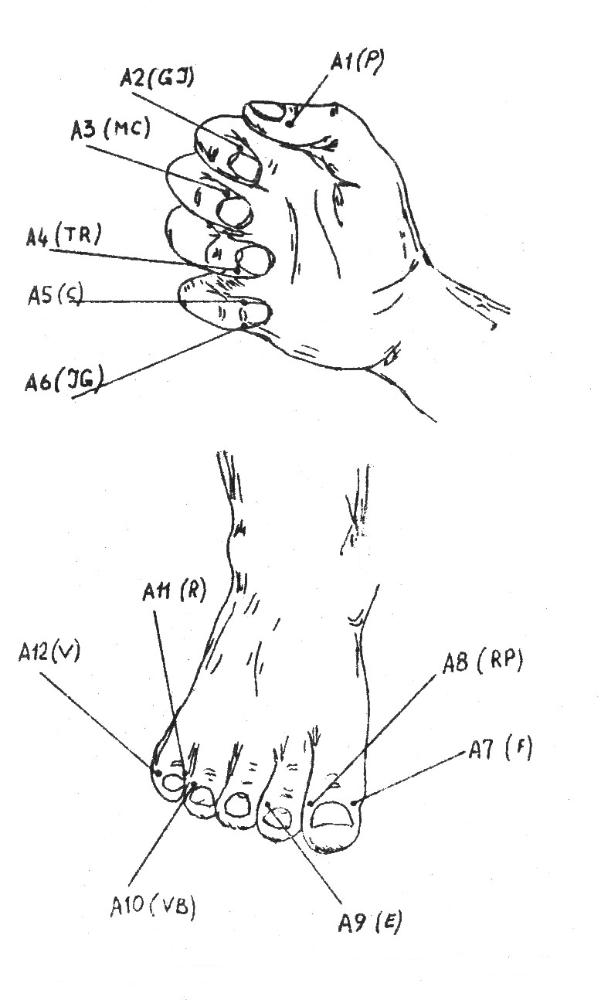 A1(P)
A2(GI)
A3(MC)
A4(TR)
A5(C)
A6(IG)
A11(R)
A12(V)
A8(RP)
A7(F)
A10(VB)
A9(E)